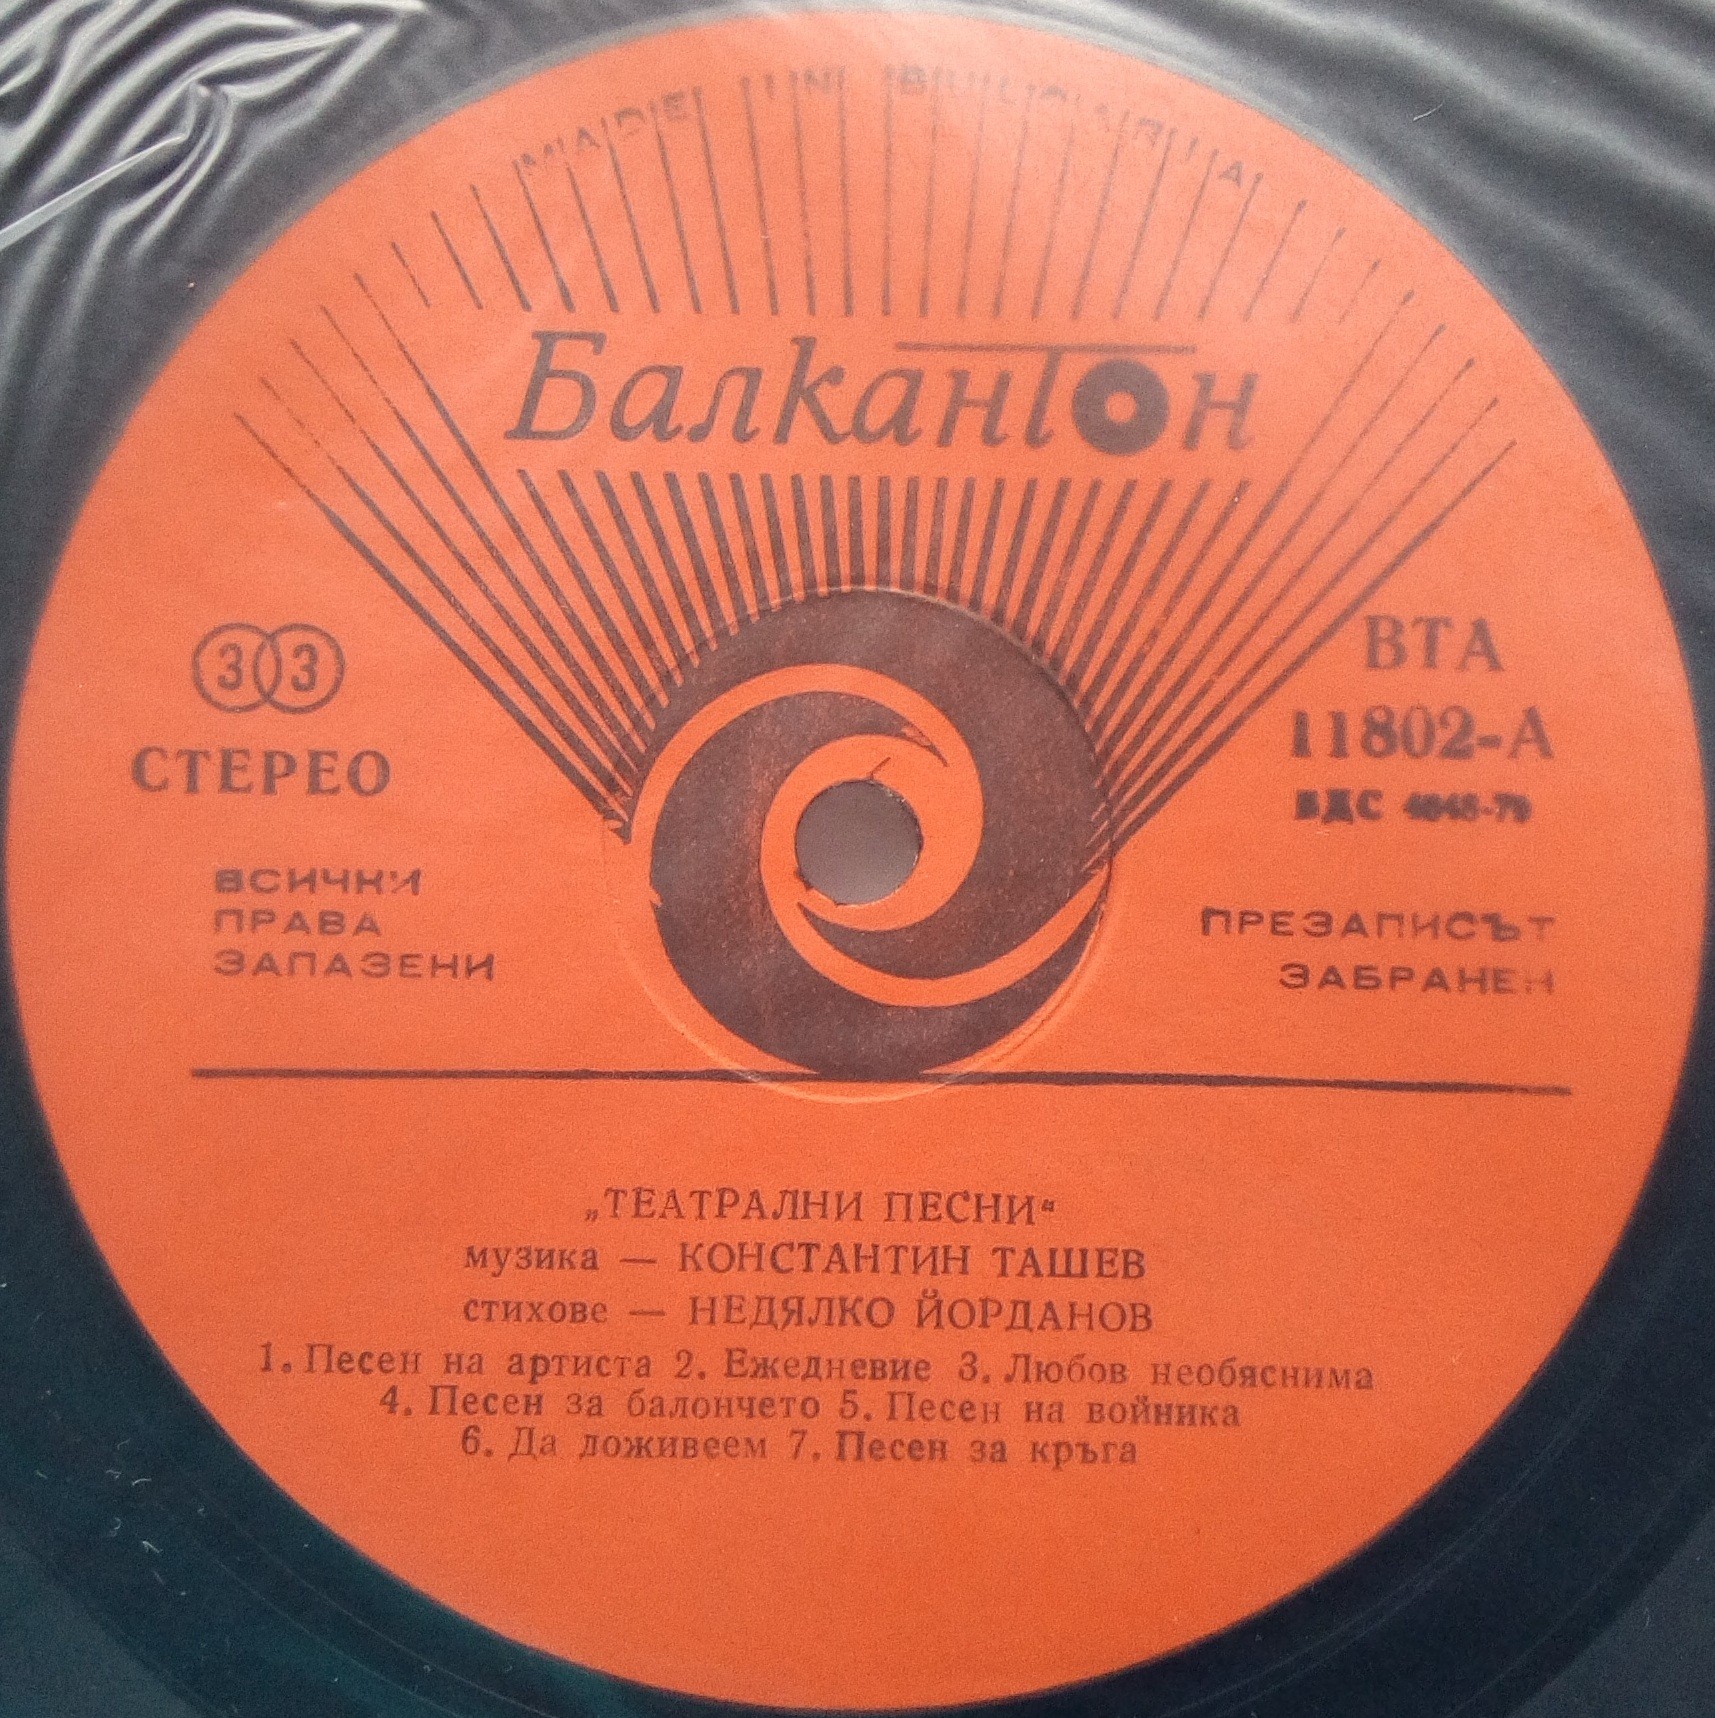 MADE IN BULGARIA
Балкантон
33
СТЕРЕО
ВТА
11802-А
ВСИЧКИ
ПРАВА
ЗАПАЗЕНИ
ПРЕЗАПИСЪТ
ЗАБРАНЕН
„ТЕАТРАЛНИ ПЕСНИ“
музика — КОНСТАНТИН ТАШЕВ
стихове — НЕДЯЛКО ЙОРДАНОВ
1. Песен на артиста 2. Ежедневие 3. Любов необяснима
4. Песен за балончето 5. Песен на войника
6. Да доживеем 7. Песен за кръга